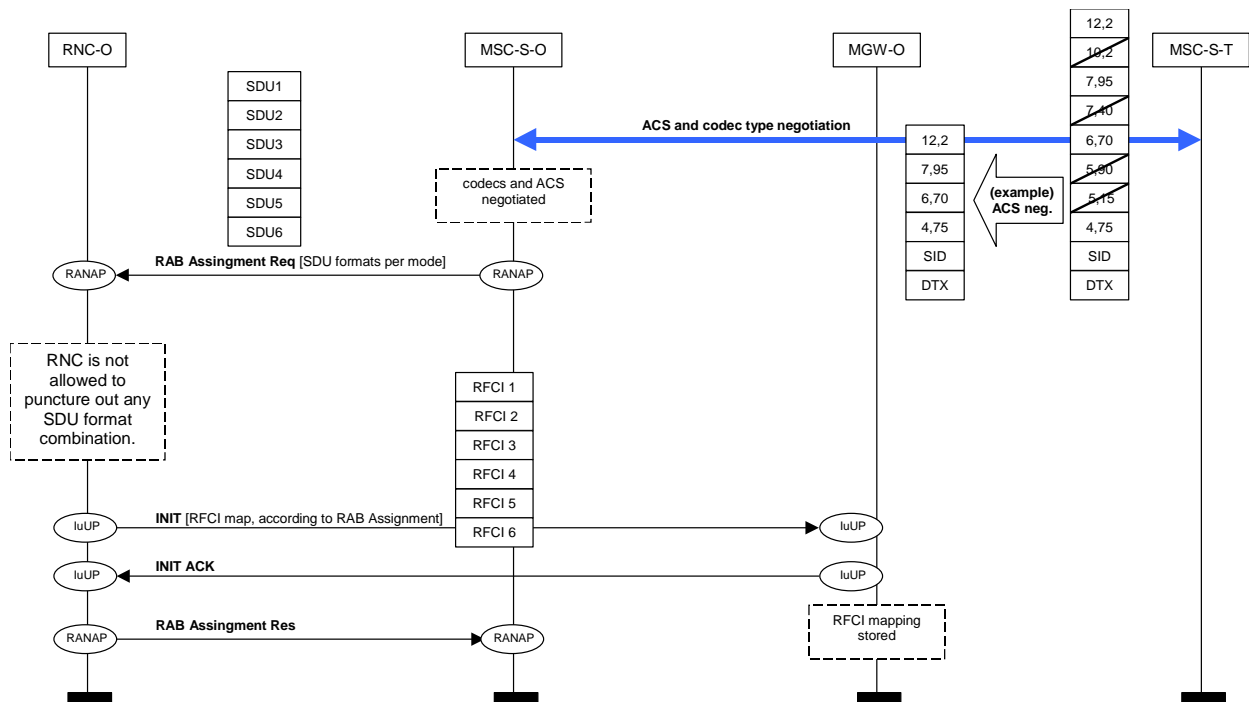 RNC-O
MSC-S-O
MGW-O
MSC-S-T
12,2
10,2
7,95
7,40
6,70
5,90
5,15
4,75
SID
DTX
SDU1
SDU2
SDU3
SDU4
SDU5
SDU6
ACS and codec type negotiation
12,2
7,95
6,70
4,75
SID
DTX
(example)
ACS neg.
codecs and ACS
negotiated
RANAP
RAB Assingment Req [SDU formats per mode]
RANAP
RNC is not
allowed to
puncture out any
SDU format
combination.
RFCI 1
RFCI 2
RFCI 3
RFCI 4
RFCI 5
RFCI 6
IuUP
INIT [RFCI map, according to RAB Assignment]
IuUP
IuUP
INIT ACK
IuUP
RFCI mapping
stored
RANAP
RAB Assingment Res
RANAP